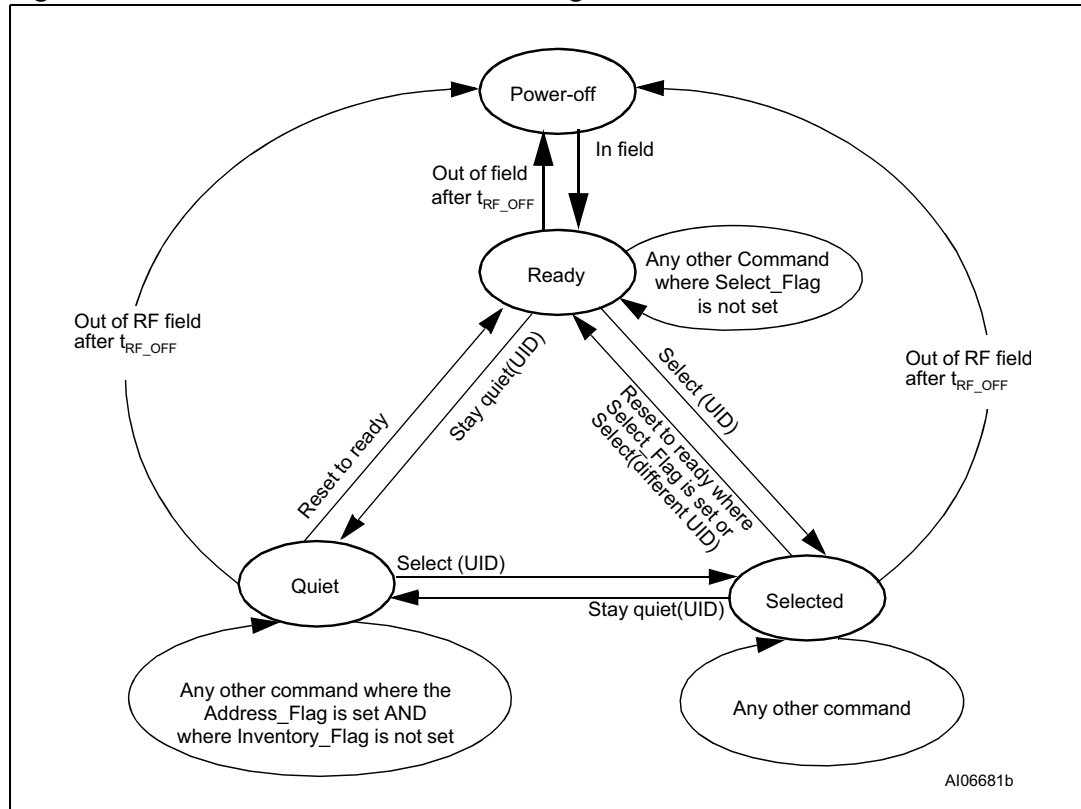 Power-off
In field
Out of field
after tRF_OFF
Ready
Any other Command
where Select_Flag
is not set
Out of RF field
after tRF_OFF
Out of RF field
after tRF_OFF
Reset to ready
Stay quiet(UID)
Select (UID)
Reset to ready where
Select_Flag is set or
Select(different UID)
Quiet
Select (UID)
Stay quiet(UID)
Selected
Any other command where the
Address_Flag is set AND
where Inventory_Flag is not set
Any other command
AI06681b